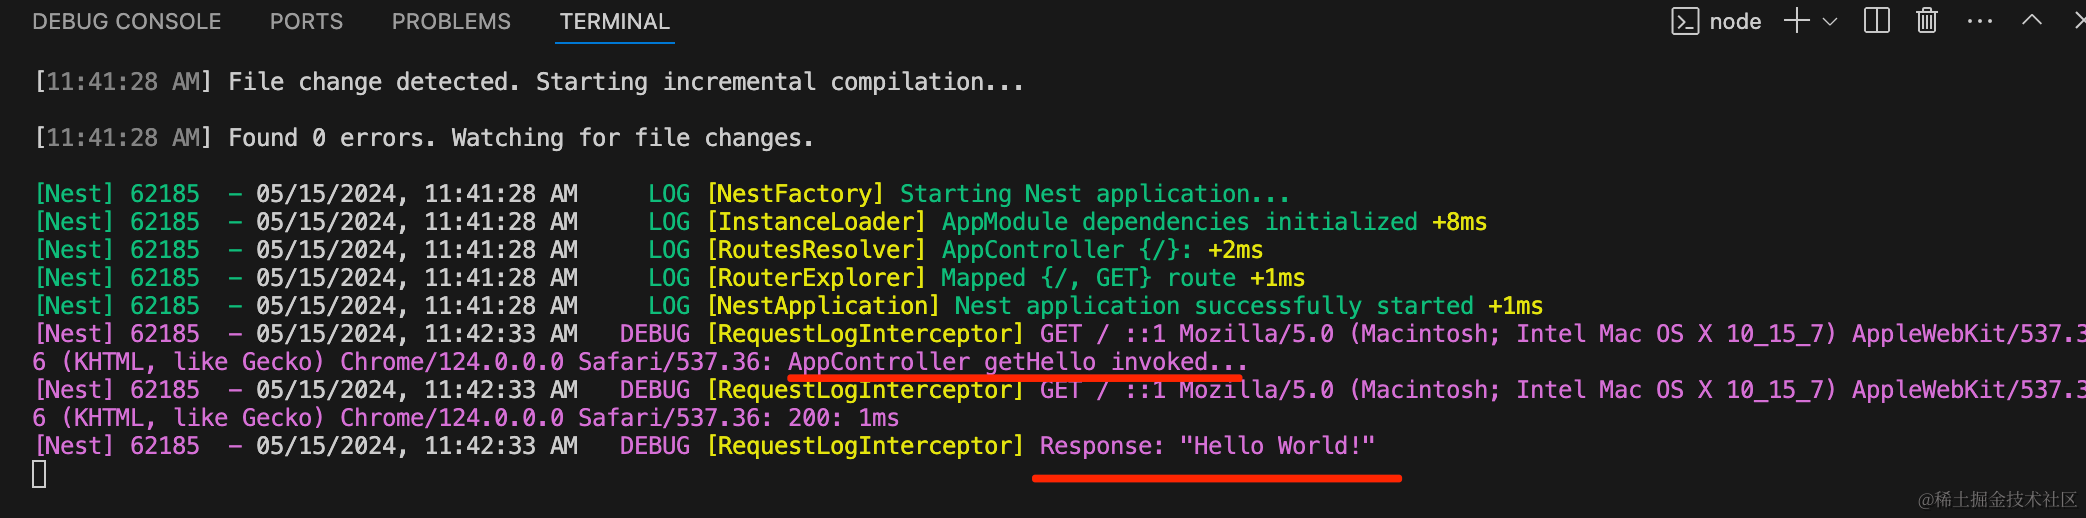 DEBUG CONSOLE PORTS PROBLEMS TERMINAL node
[11:41:28 AM] File change detected. Starting incremental compilation...
[11:41:28 AM] Found 0 errors. Watching for file changes.
[Nest] 62185  - 05/15/2024, 11:41:28 AM     LOG [NestFactory] Starting Nest application...
[Nest] 62185  - 05/15/2024, 11:41:28 AM     LOG [InstanceLoader] AppModule dependencies initialized +8ms
[Nest] 62185  - 05/15/2024, 11:41:28 AM     LOG [RoutesResolver] AppController {/}: +2ms
[Nest] 62185  - 05/15/2024, 11:41:28 AM     LOG [RouterExplorer] Mapped {/, GET} route +1ms
[Nest] 62185  - 05/15/2024, 11:41:28 AM     LOG [NestApplication] Nest application successfully started +1ms
[Nest] 62185  - 05/15/2024, 11:42:33 AM   DEBUG [RequestLogInterceptor] GET / ::1 Mozilla/5.0 (Macintosh; Intel Mac OS X 10_15_7) AppleWebKit/537.3
6 (KHTML, like Gecko) Chrome/124.0.0.0 Safari/537.36: AppController getHello invoked...
[Nest] 62185  - 05/15/2024, 11:42:33 AM   DEBUG [RequestLogInterceptor] GET / ::1 Mozilla/5.0 (Macintosh; Intel Mac OS X 10_15_7) AppleWebKit/537.3
6 (KHTML, like Gecko) Chrome/124.0.0.0 Safari/537.36: 200: 1ms
[Nest] 62185  - 05/15/2024, 11:42:33 AM   DEBUG [RequestLogInterceptor] Response: "Hello World!"
@稀土掘金技术社区